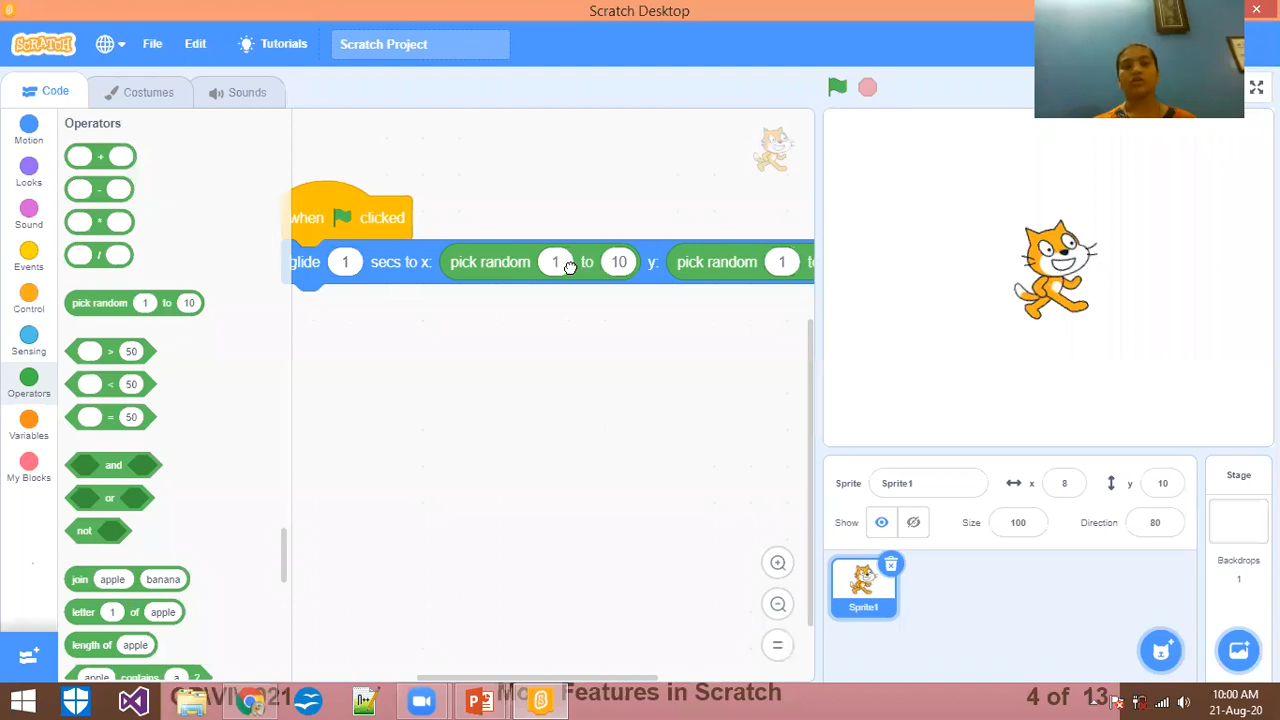 Scratch Desktop
SCRATCH
File
Edit
Tutorials
Scratch Project
Code
Costumes
Sounds
Motion
Looks
Sound
Events
Control
Sensing
Operators
Variables
My Blocks
Operators
+
-
*
/
pick random 1 to 10
> 50
< 50
= 50
and
or
not
join apple banana
letter 1 of apple
length of apple
apple contains a ?
when clicked
glide 1 secs to x: pick random 1 to 10 y: pick random 1 to
Sprite
Sprite1
x
8
y
10
Show
Size
100
Direction
80
Sprite1
Stage
Backdrops
1
Features in Scratch
4 of 13
10:00 AM
21-Aug-20